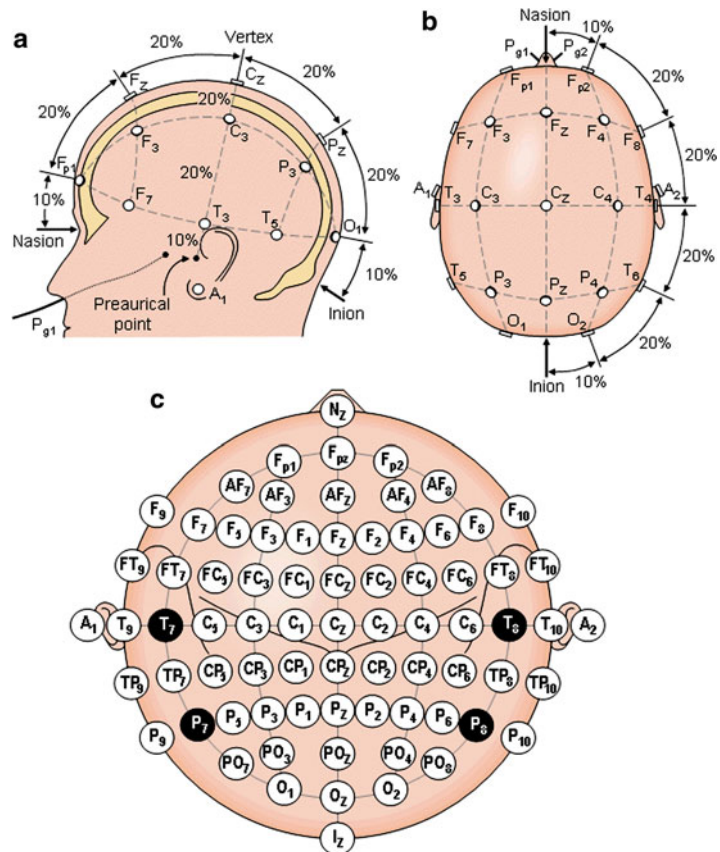 a
20%
Vertex
20%
Fz
Cz
20%
20%
20%
F3
C3
Pz
20%
Fp1
20%
P3
10%
F7
T3
T5
O1
Nasion
10%
10%
A1
Preaurical
point
Inion
Pg1
b
Nasion
10%
Pg1
Pg2
Fp1
Fp2
20%
F7
F3
Fz
F4
F8
20%
A1
T3
C3
Cz
C4
T4
A2
20%
T5
P3
Pz
P4
T6
O1
O2
20%
Inion
10%
c
Nz
Fp1 Fpz Fp2
AF7 AF3 AFz AF4 AF8
F9 F7 F5 F3 F1 Fz F2 F4 F6 F8 F10
FT9 FT7 FC5 FC3 FC1 FCz FC2 FC4 FC6 FT8 FT10
A1 T9 T7 C5 C3 C1 Cz C2 C4 C6 T8 T10 A2
TP9 TP7 CP5 CP3 CP1 CPz CP2 CP4 CP6 TP8 TP10
P9 P7 P5 P3 P1 Pz P2 P4 P6 P8 P10
PO7 PO3 POz PO4 PO8
O1 Oz O2
Iz